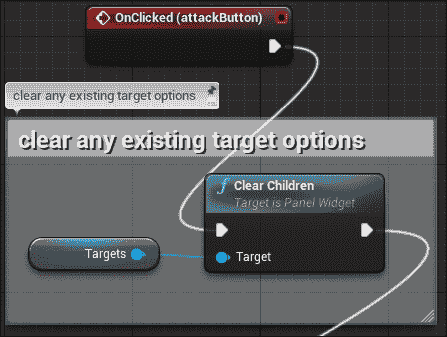 OnClicked (attackButton)
clear any existing target options
clear any existing target options
f Clear Children
Target is Panel Widget
Targets
Target